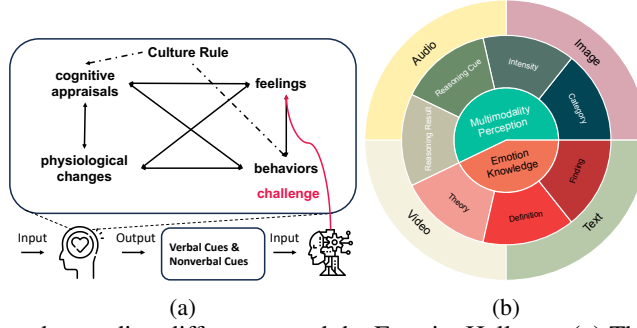 Culture Rule
cognitive
appraisals
feelings
physiological
changes
behaviors
challenge
Input
Output
Verbal Cues &
Nonverbal Cues
Input
(a)
Audio
Image
Video
Text
Reasoning Cue
Intensity
Category
Reasoning Result
Multimodality
Perception
Emotion
Knowledge
Theory
Definition
Finding
(b)